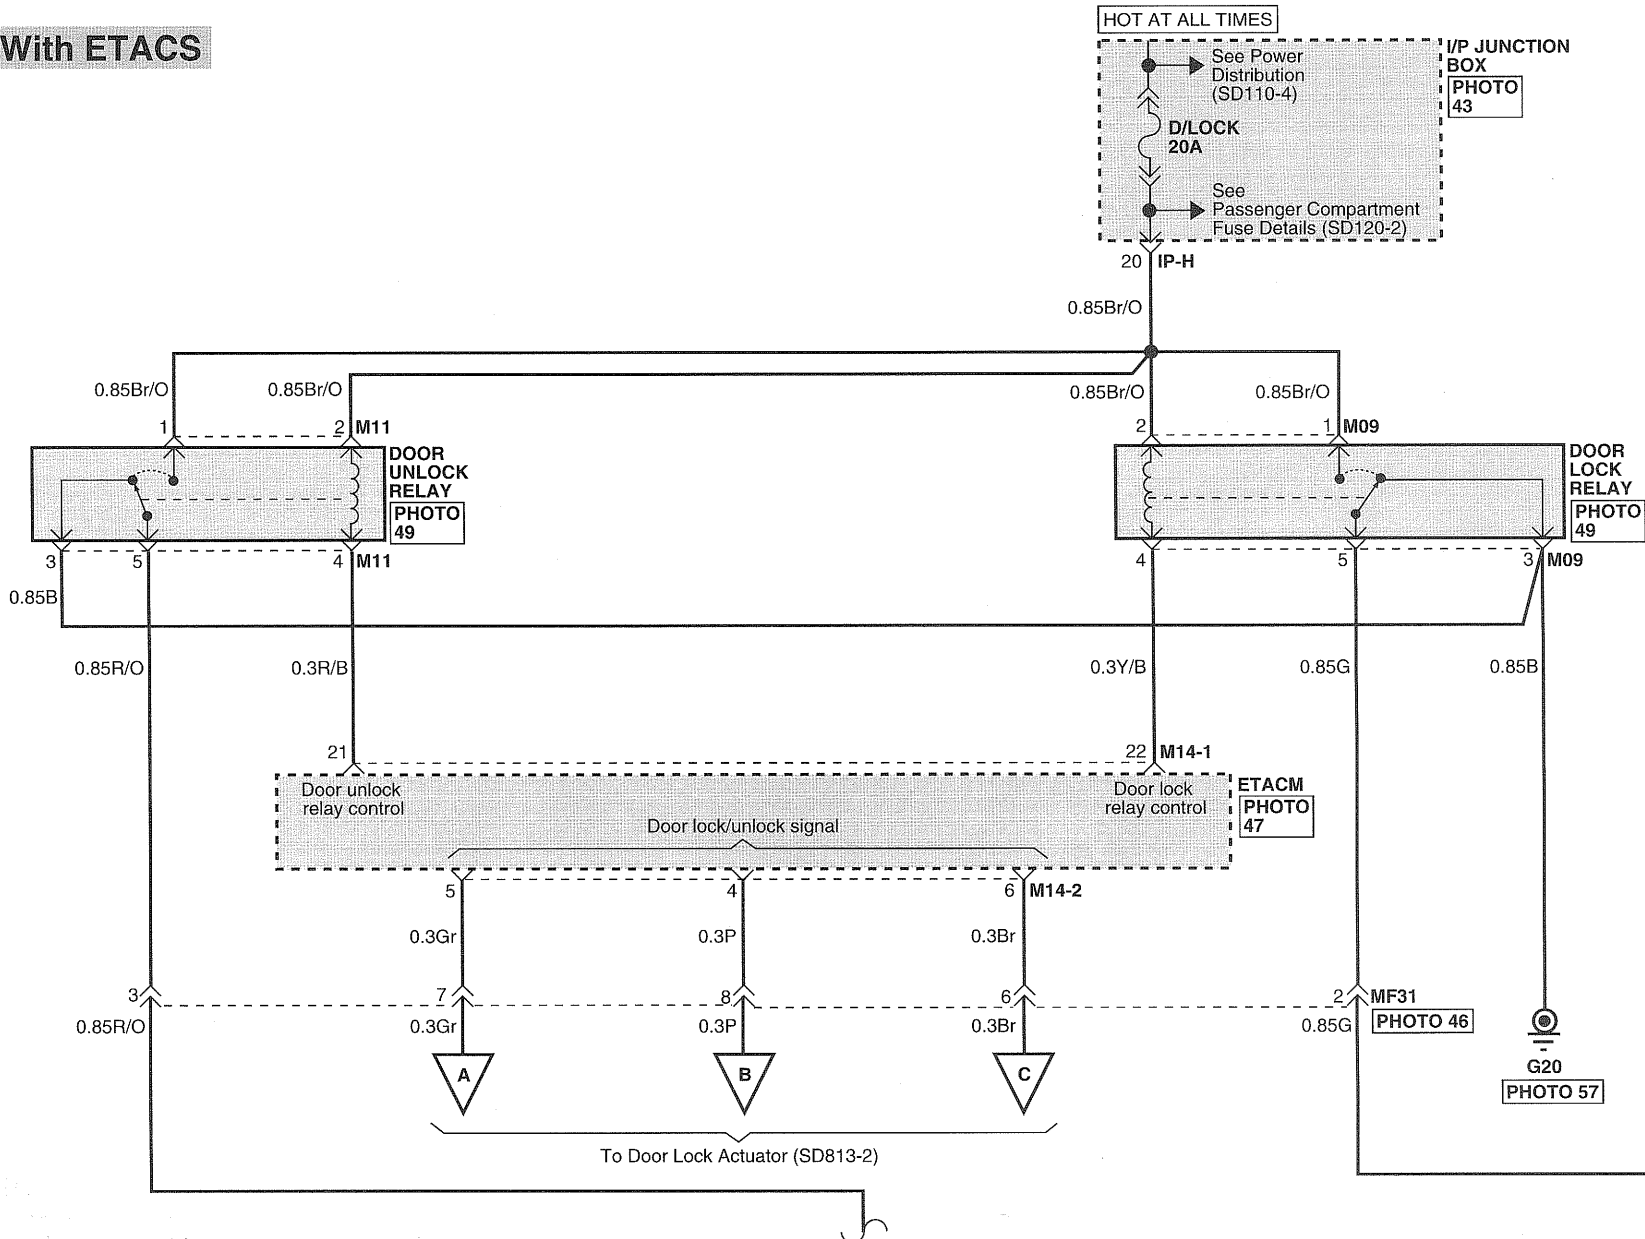 With ETACS
HOT AT ALL TIMES
See Power
Distribution
(SD110-4)
I/P JUNCTION
BOX
PHOTO
43
D/LOCK
20A
See
Passenger Compartment
Fuse Details (SD120-2)
20 IP-H
0.85Br/O
0.85Br/O
0.85Br/O
0.85Br/O
0.85Br/O
1
2 M11
2
1 M09
DOOR
UNLOCK
RELAY
PHOTO
49
DOOR
LOCK
RELAY
PHOTO
49
3
5
4 M11
4
5
3 M09
0.85B
0.85R/O
0.3R/B
0.3Y/B
0.85G
0.85B
21
22 M14-1
Door unlock
relay control
Door lock
relay control
ETACM
PHOTO
47
Door lock/unlock signal
5
4
6 M14-2
0.3Gr
0.3P
0.3Br
3
7
8
6
2 MF31
PHOTO 46
0.85R/O
0.3Gr
0.3P
0.3Br
0.85G
A
B
C
G20
PHOTO 57
To Door Lock Actuator (SD813-2)